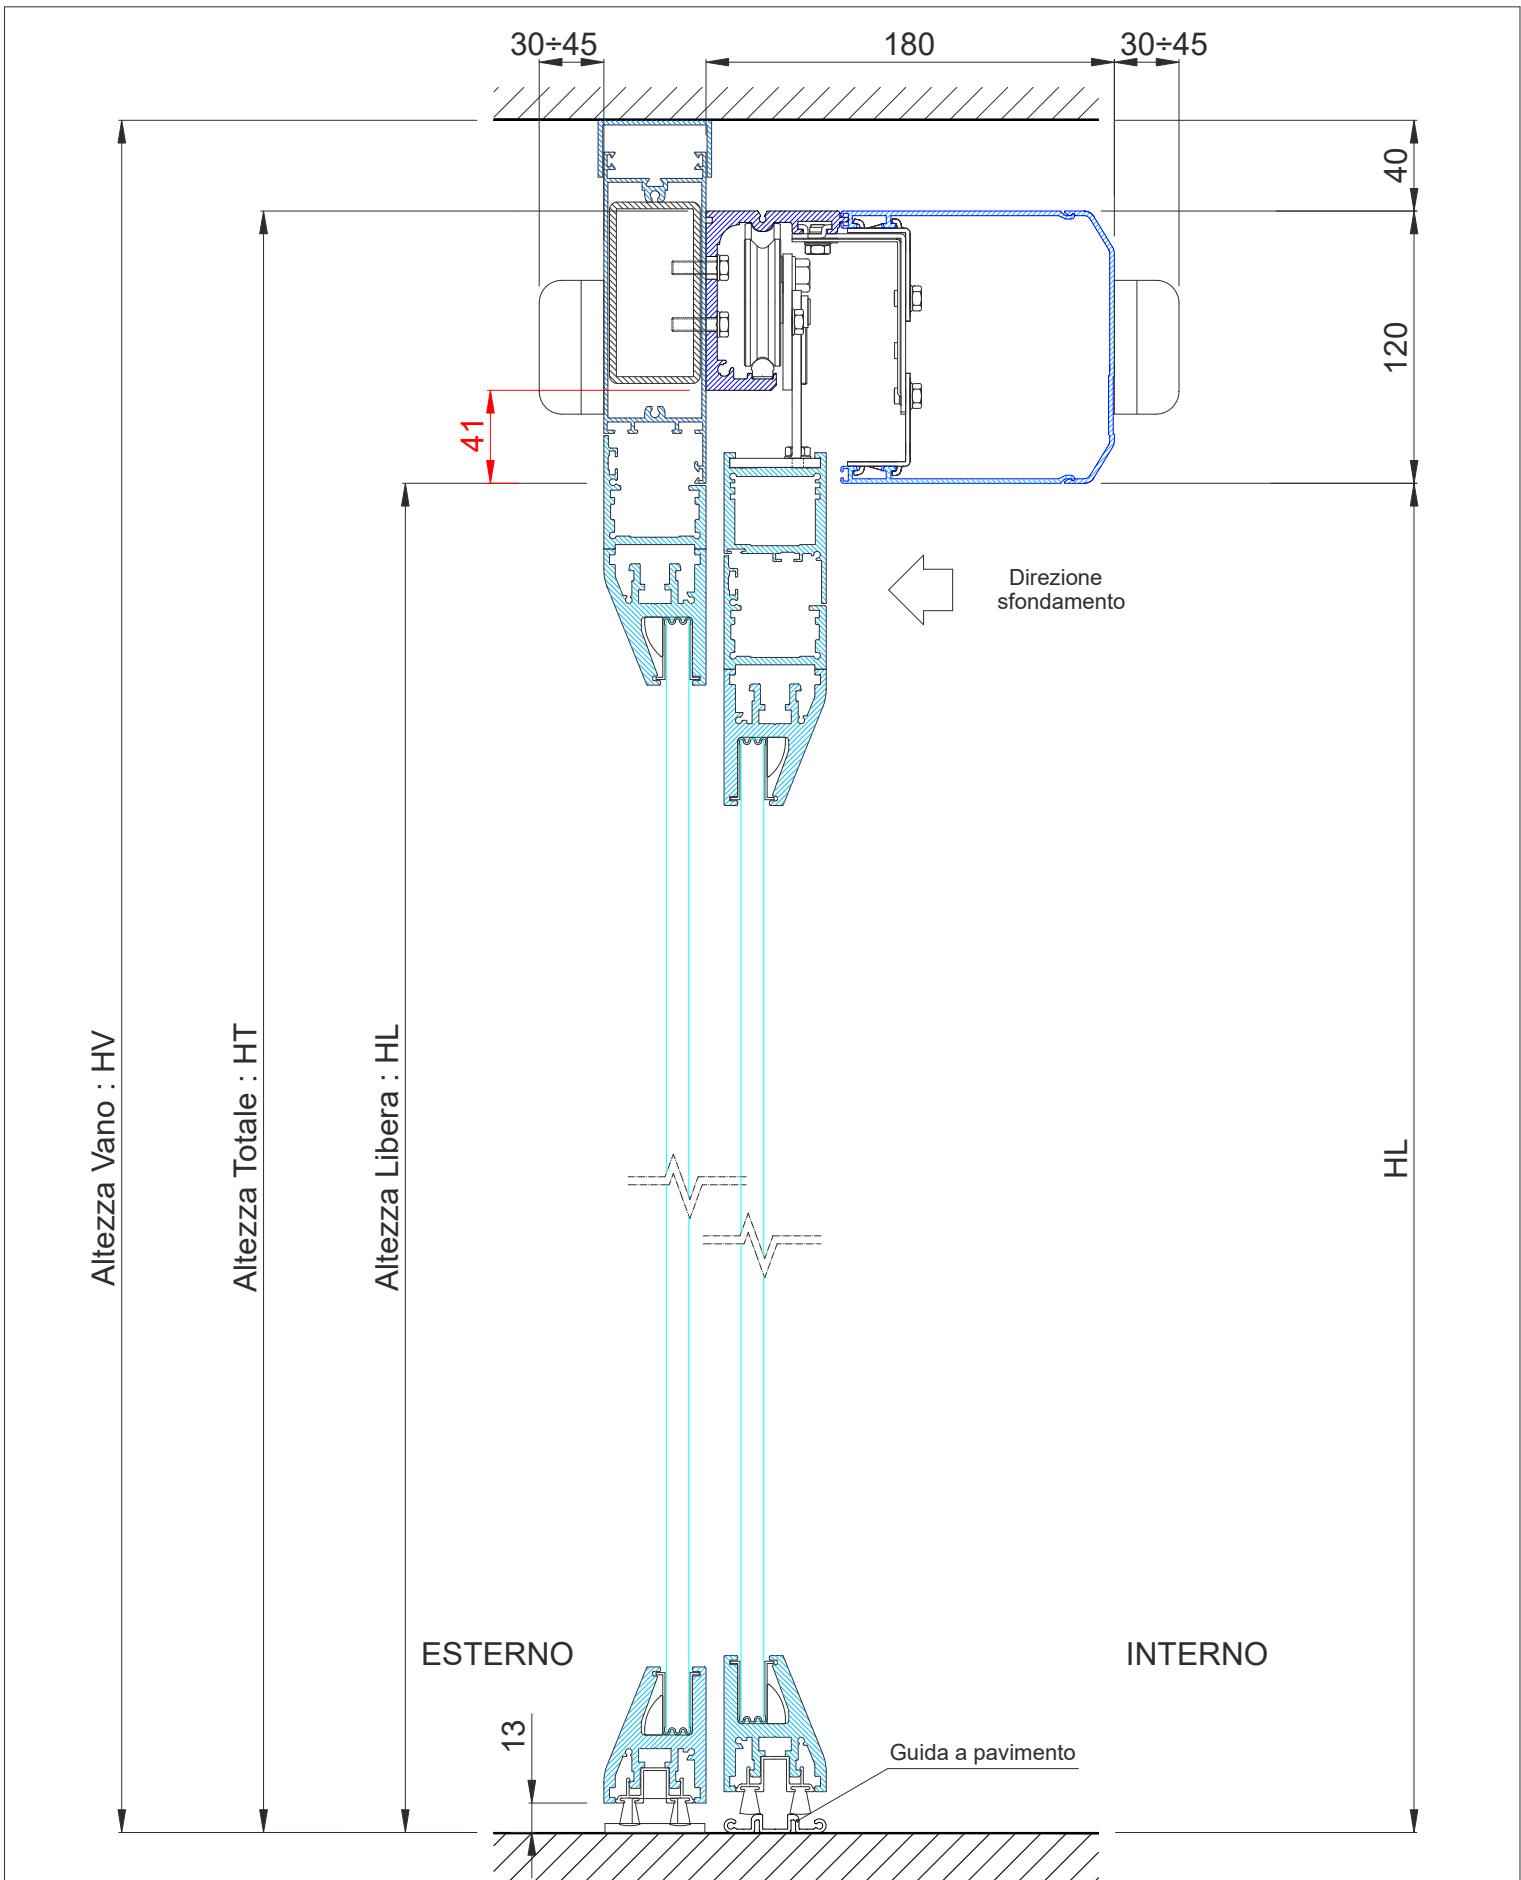 30÷45
180
30÷45
40
120
41
Direzione
sfondamento
Altezza Vano : HV
Altezza Totale : HT
Altezza Libera : HL
HL
ESTERNO
INTERNO
13
Guida a pavimento